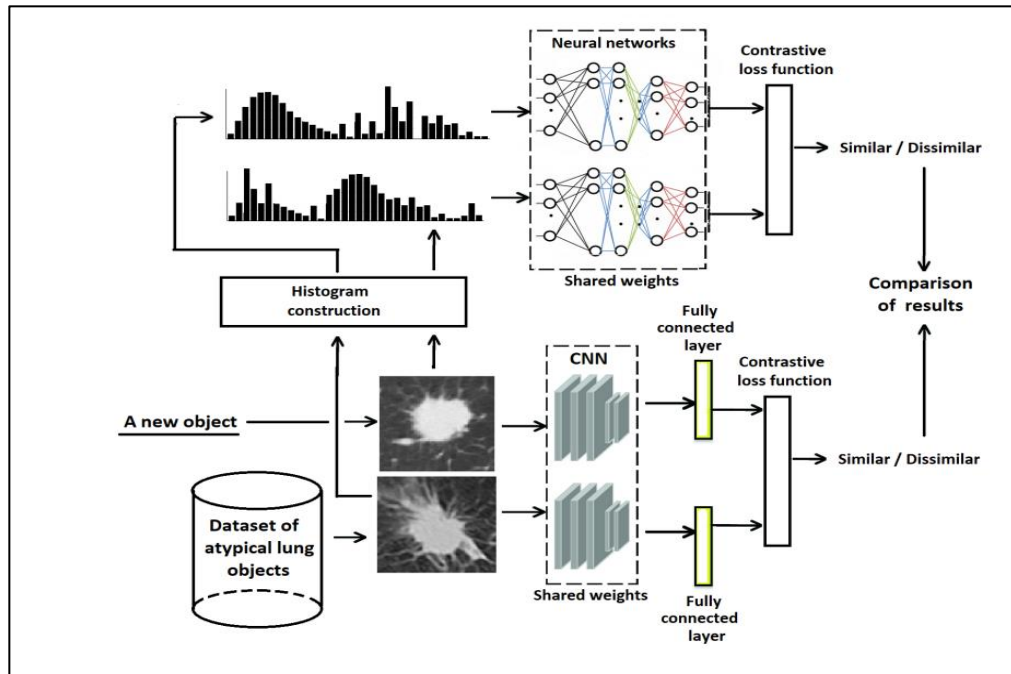 Neural networks
Contrastive
loss function
Similar / Dissimilar
Shared weights
Histogram
construction
Comparison
of results
Fully
connected
layer
CNN
Contrastive
loss function
A new object
Similar / Dissimilar
Dataset of
atypical lung
objects
Shared weights
Fully
connected
layer